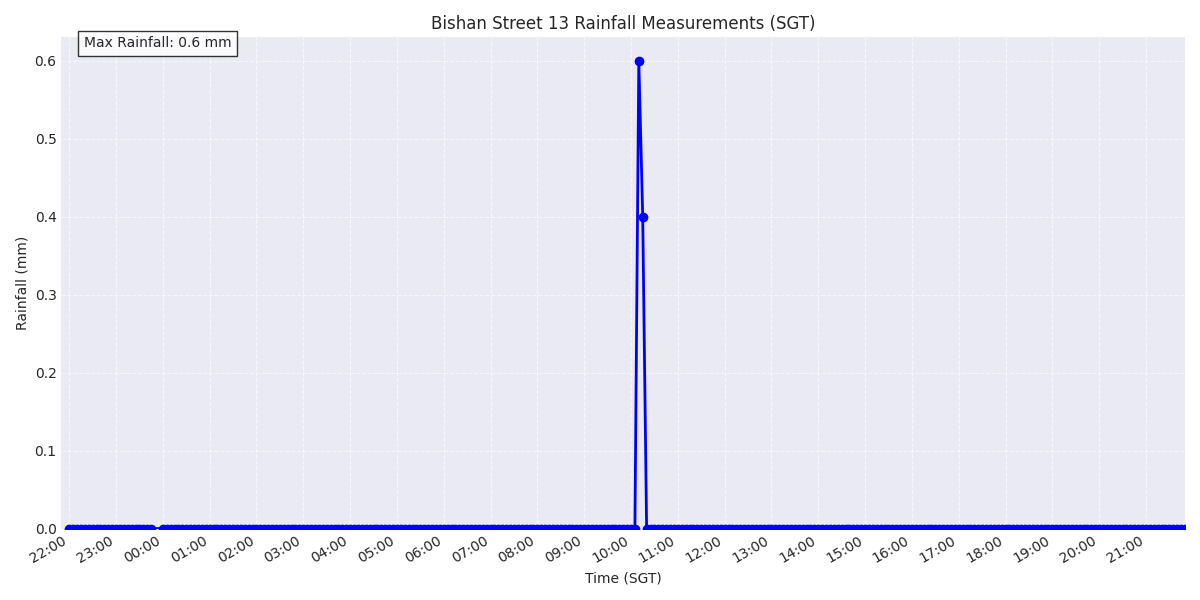 Bishan Street 13 Rainfall Measurements (SGT)
Max Rainfall: 0.6 mm
0.6
0.5
0.4
0.3
0.2
0.1
0.0
Rainfall (mm)
22:00 23:00 00:00 01:00 02:00 03:00 04:00 05:00 06:00 07:00 08:00 09:00 10:00 11:00 12:00 13:00 14:00 15:00 16:00 17:00 18:00 19:00 20:00 21:00
Time (SGT)